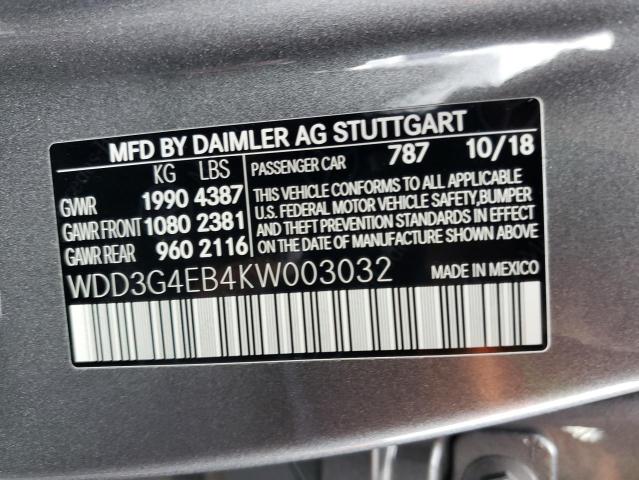 MFD BY DAIMLER AG STUTTGART
KG LBS
GVWR 1990 4387
GAWR FRONT 1080 2381
GAWR REAR 960 2116
PASSENGER CAR 787 10/18
THIS VEHICLE CONFORMS TO ALL APPLICABLE
U.S. FEDERAL MOTOR VEHICLE SAFETY,BUMPER
AND THEFT PREVENTION STANDARDS IN EFFECT
ON THE DATE OF MANUFACTURE SHOWN ABOVE.
WDD3G4EB4KW003032
MADE IN MEXICO